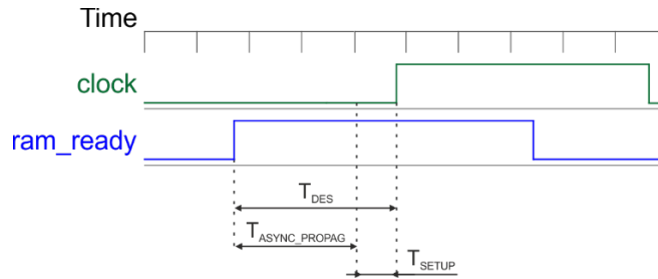 Time
clock
ram_ready
T_DES
T_ASYNC_PROPAG
T_SETUP